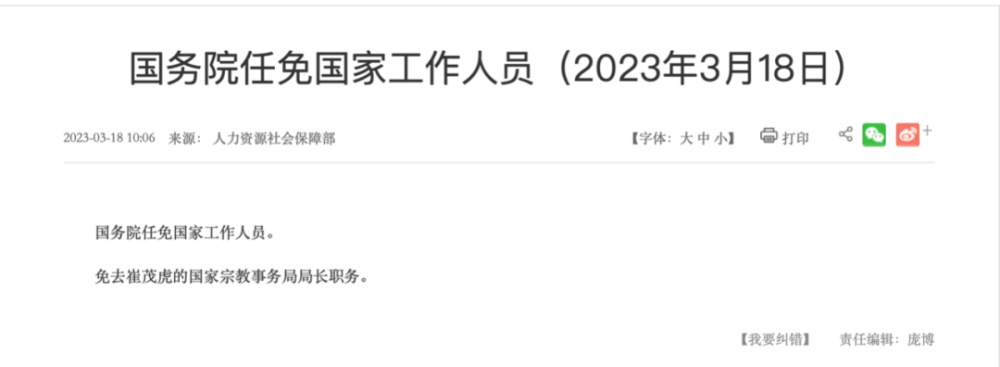 国务院任免国家工作人员（2023年3月18日）
2023-03-18 10:06 来源： 人力资源社会保障部 【字体：大 中 小】 打印
国务院任免国家工作人员。
免去崔茂虎的国家宗教事务局局长职务。
【我要纠错】 责任编辑：庞博